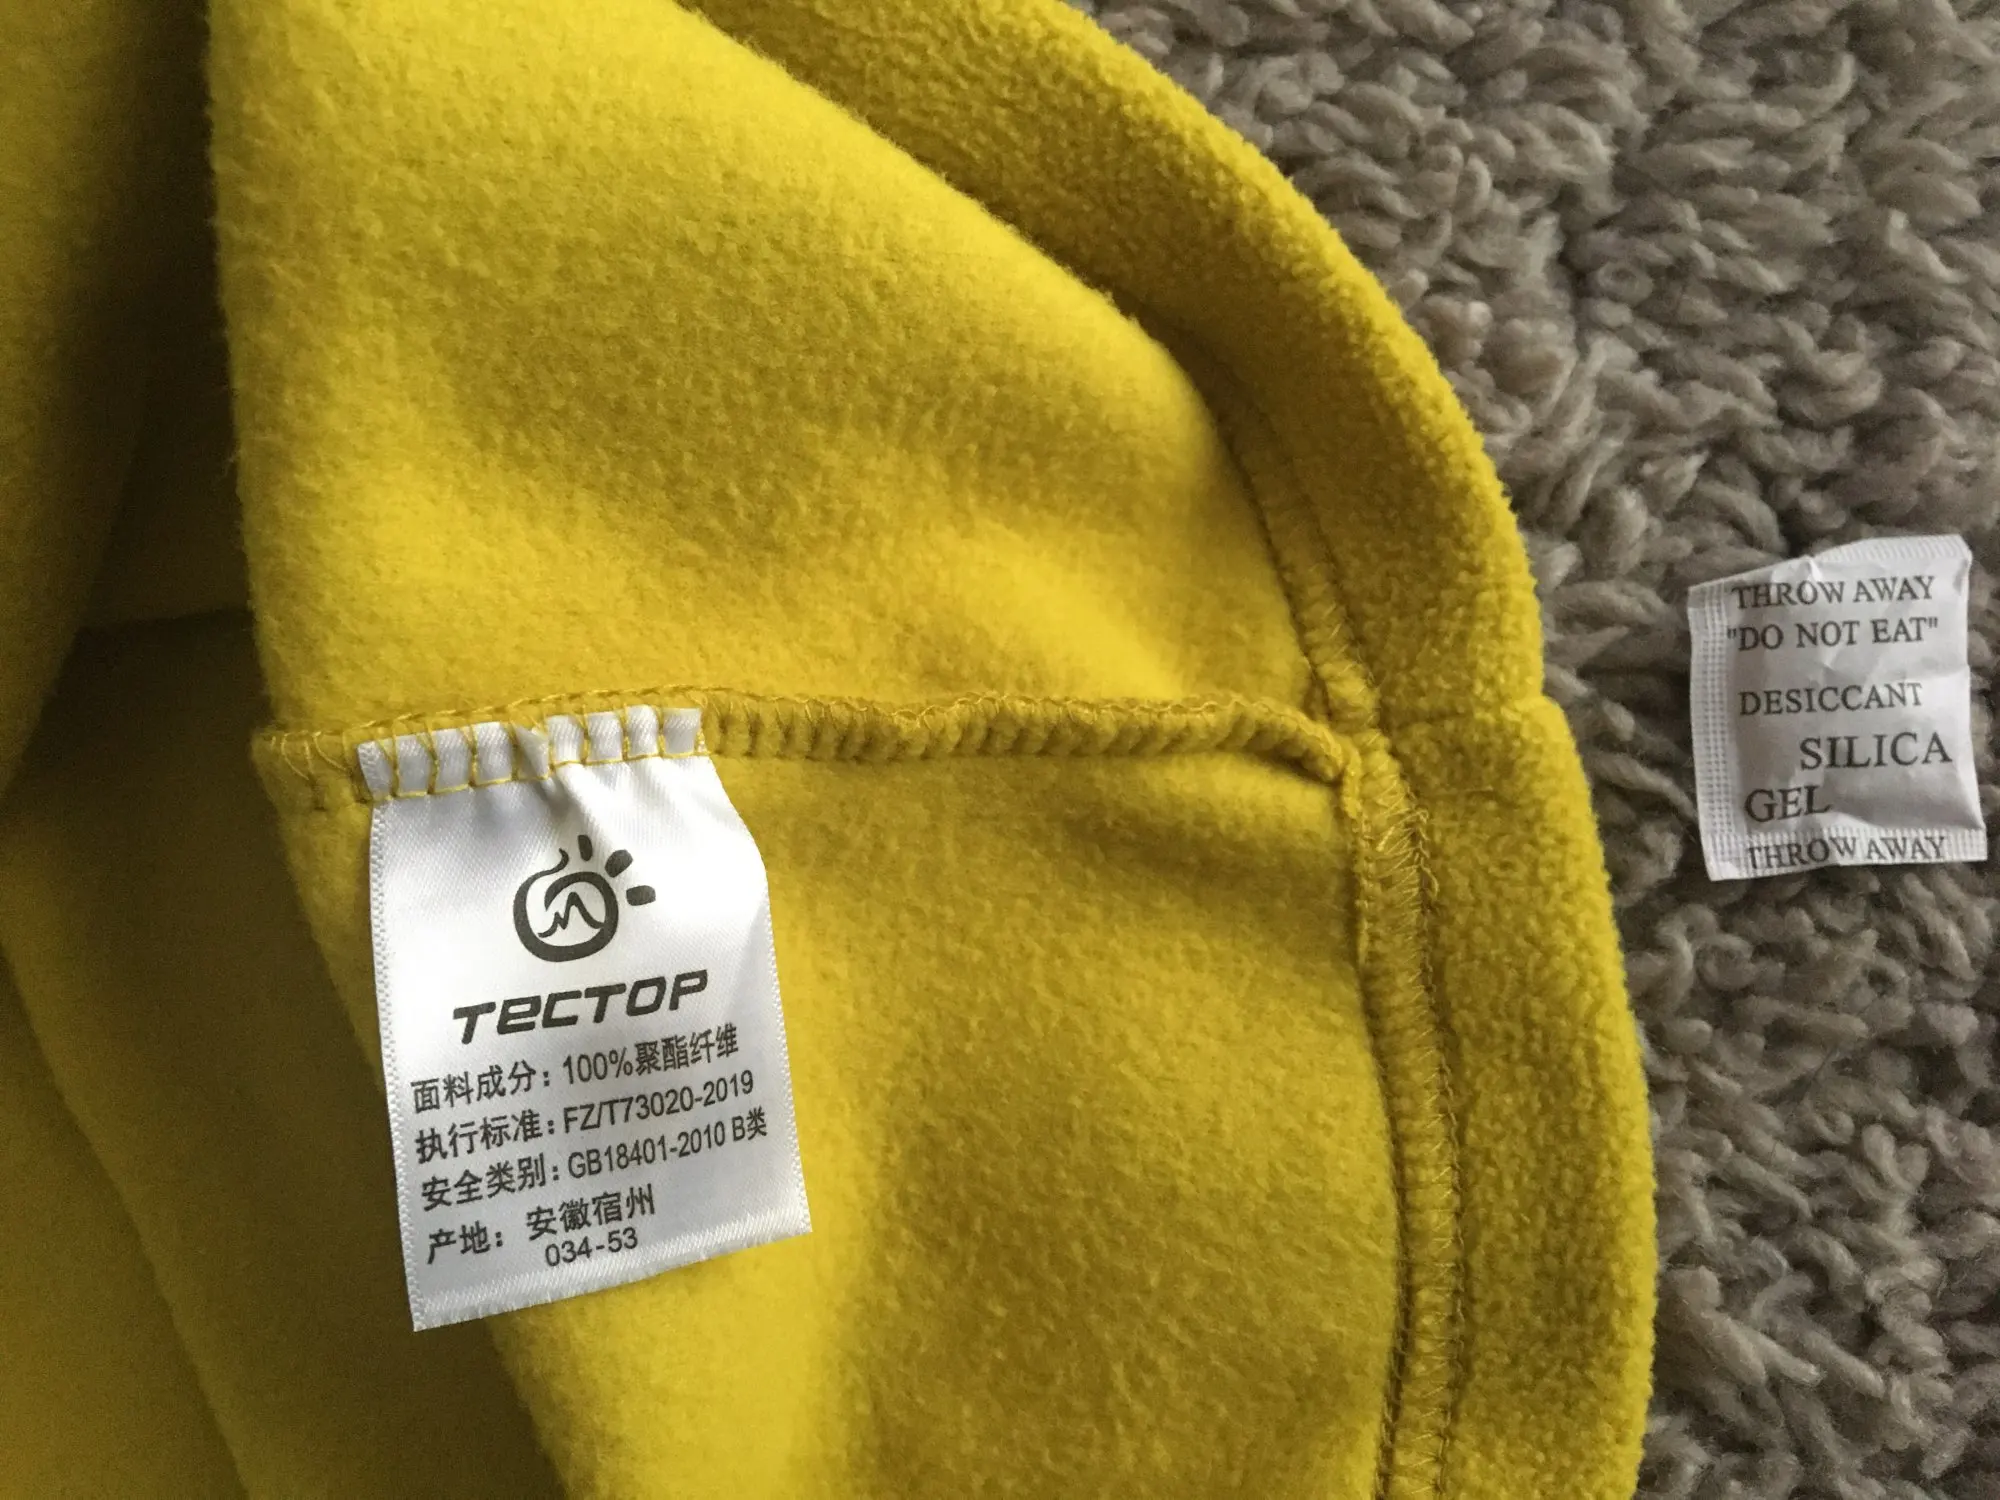 TECTOP
面料成分：100%聚酯纤维
执行标准：FZ/T73020-2019
安全类别：GB18401-2010 B类
产地： 安徽宿州
034-53
THROW AWAY
"DO NOT EAT"
DESICCANT
SILICA
GEL
THROW AWAY